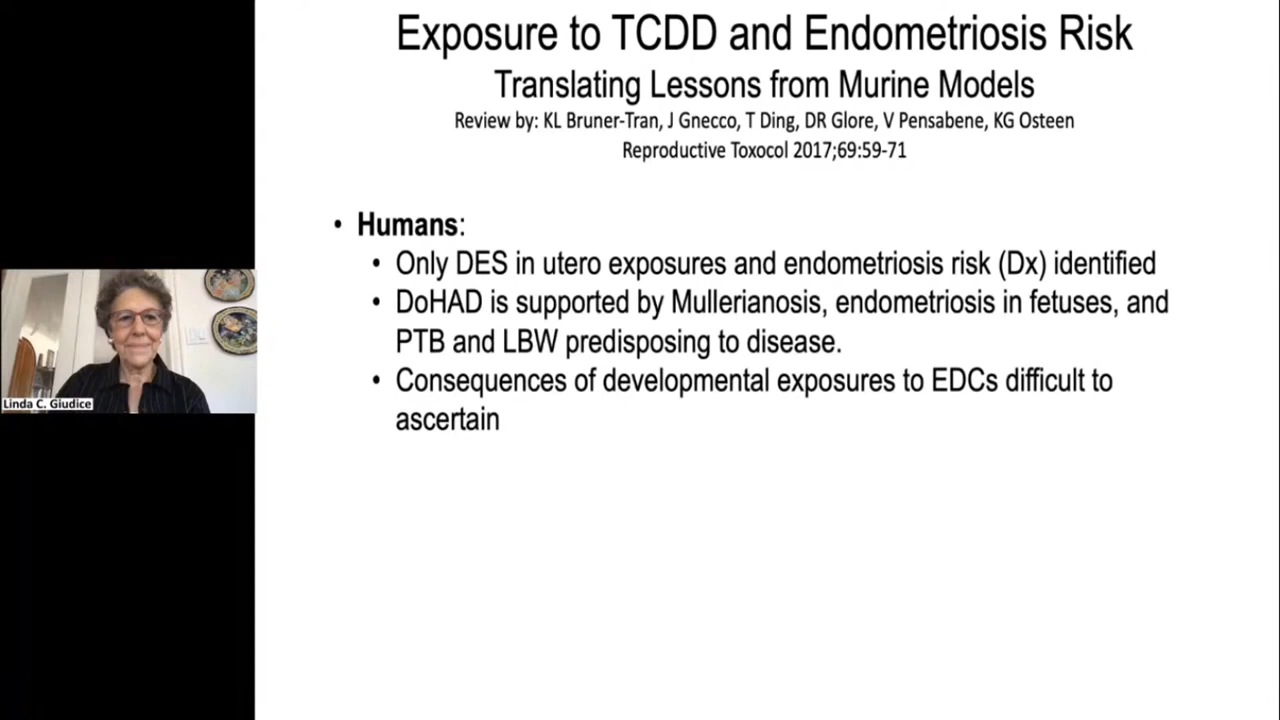 Exposure to TCDD and Endometriosis Risk
Translating Lessons from Murine Models
Review by: KL Bruner-Tran, J Gnecco, T Ding, DR Glore, V Pensabene, KG Osteen
Reproductive Toxocol 2017;69:59-71
• Humans:
• Only DES in utero exposures and endometriosis risk (Dx) identified
• DoHAD is supported by Mullerianosis, endometriosis in fetuses, and
PTB and LBW predisposing to disease.
• Consequences of developmental exposures to EDCs difficult to
ascertain
Linda C. Giudice